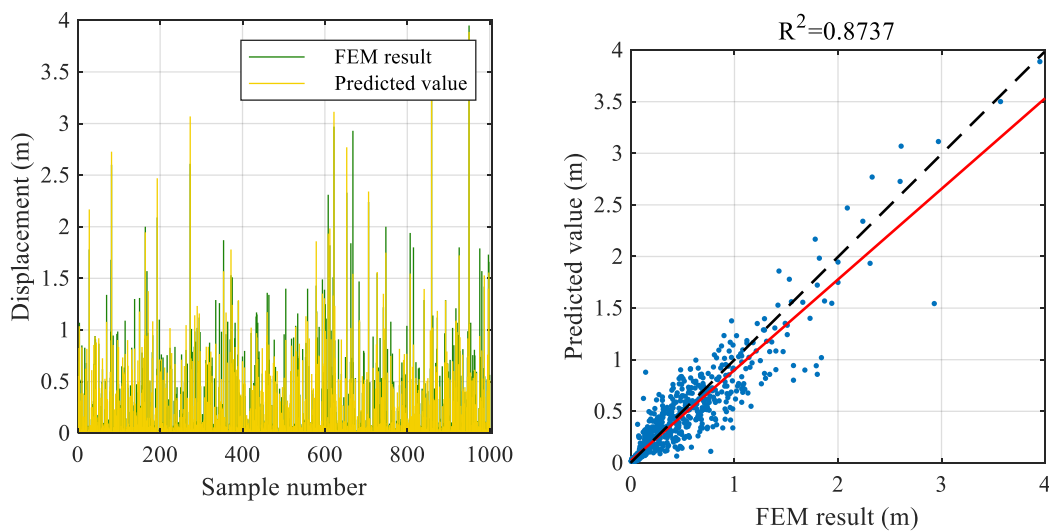 4
3.5
3
2.5
2
1.5
1
0.5
0
Displacement (m)
FEM result
Predicted value
0 200 400 600 800 1000
Sample number
R²=0.8737
4
3.5
3
2.5
2
1.5
1
0.5
0
Predicted value (m)
0 1 2 3 4
FEM result (m)